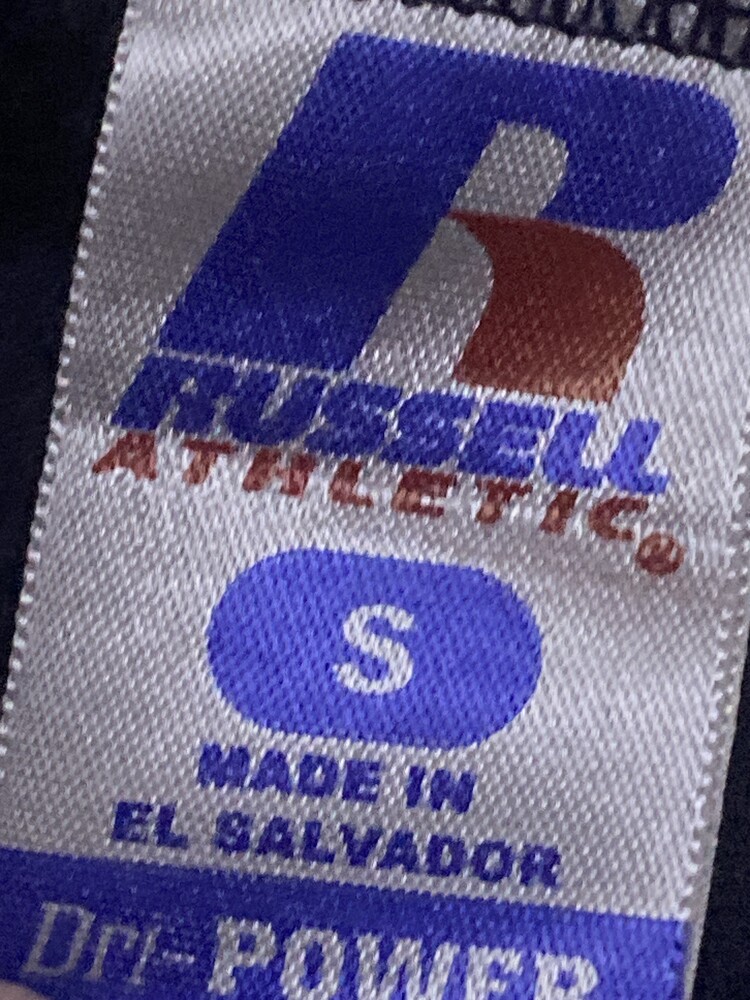 RUSSELL
ATHLETIC®
S
MADE IN
EL SALVADOR
Dri-POWER